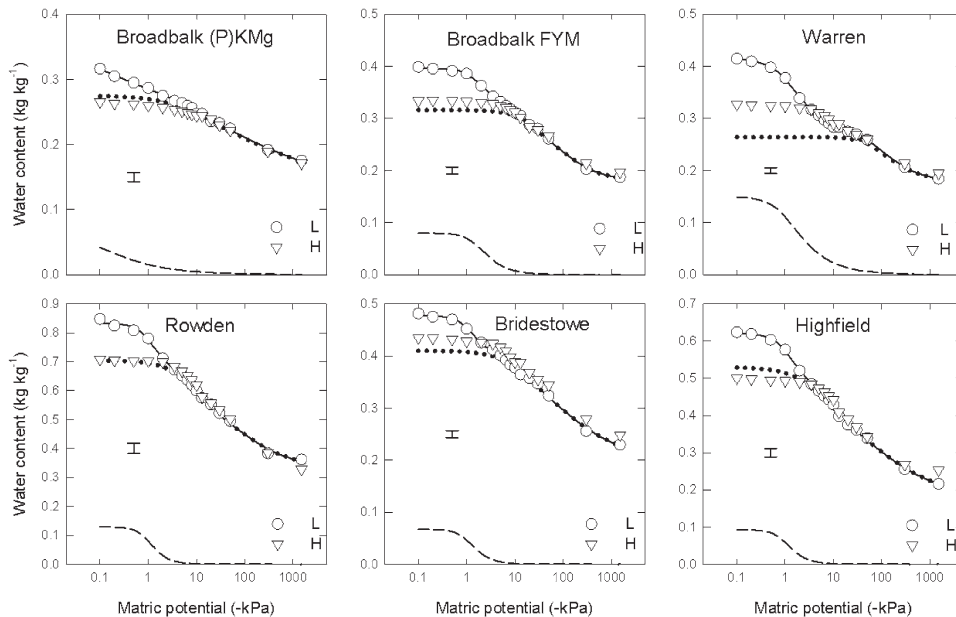 Broadbalk (P)KMg
Broadbalk FYM
Warren
Water content (kg kg⁻¹)
0.4
0.3
0.2
0.1
0.0
L
H
0.5
0.4
0.3
0.2
0.1
0.0
L
H
0.5
0.4
0.3
0.2
0.1
0.0
L
H
Rowden
Bridestowe
Highfield
Water content (kg kg⁻¹)
0.9
0.8
0.7
0.6
0.5
0.4
0.3
0.2
0.1
0.0
L
H
0.5
0.4
0.3
0.2
0.1
0.0
L
H
0.7
0.6
0.5
0.4
0.3
0.2
0.1
0.0
L
H
0.1 1 10 100 1000
0.1 1 10 100 1000
0.1 1 10 100 1000
Matric potential (-kPa)
Matric potential (-kPa)
Matric potential (-kPa)